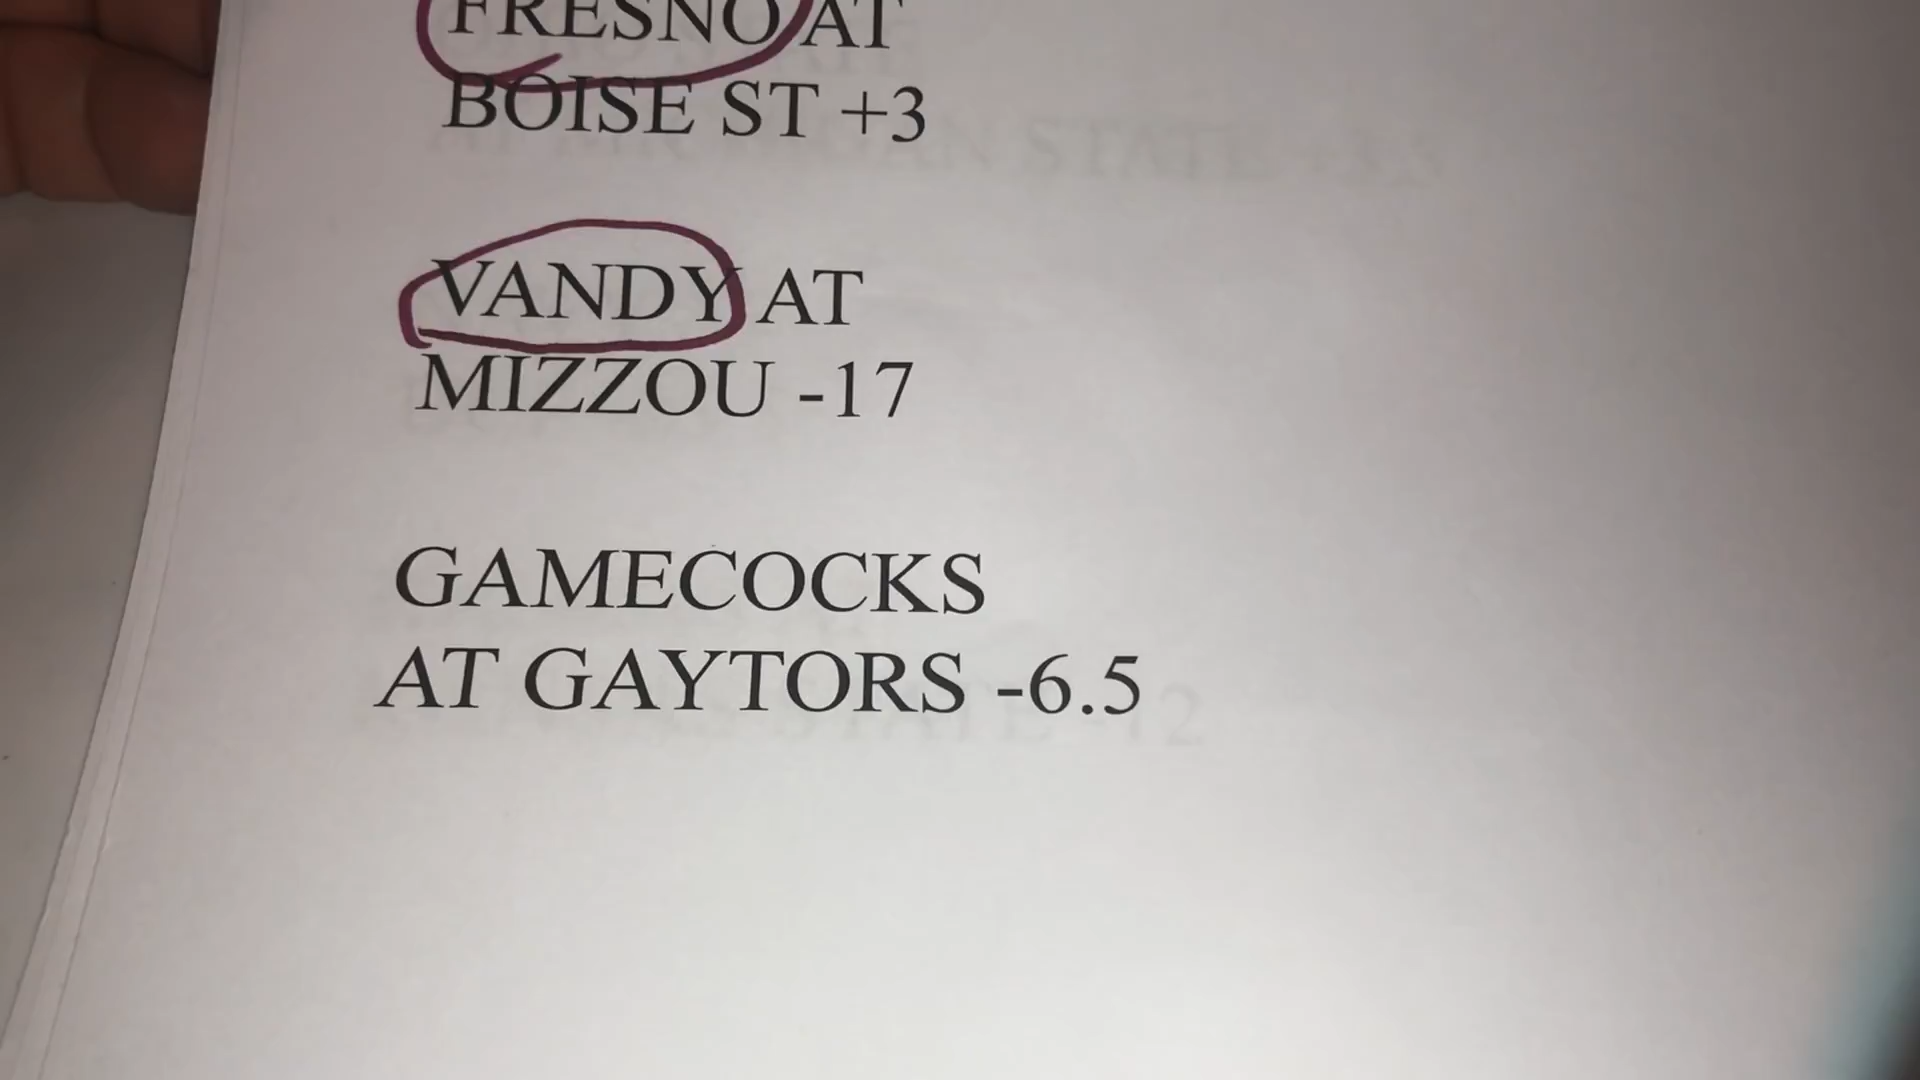 FRESNO AT
BOISE ST +3
VANDY AT
MIZZOU -17
GAMECOCKS
AT GAYTORS -6.5